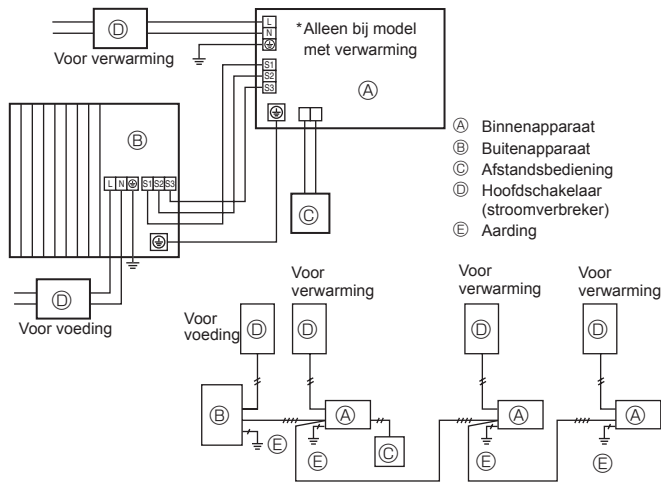 Ⓓ
Voor verwarming
L
N
S1
S2
S3
*Alleen bij model
met verwarming
Ⓐ
Ⓑ
L N S1 S2 S3
Ⓒ
Ⓓ
Voor voeding
Ⓐ Binnenapparaat
Ⓑ Buitenapparaat
Ⓒ Afstandsbediening
Ⓓ Hoofdschakelaar
(stroomverbreker)
Ⓔ Aarding
Voor
voeding
Voor
verwarming
Voor
verwarming
Voor
verwarming
Ⓓ Ⓓ Ⓓ Ⓓ
Ⓑ Ⓐ Ⓐ Ⓐ
Ⓔ Ⓔ Ⓒ Ⓔ Ⓔ